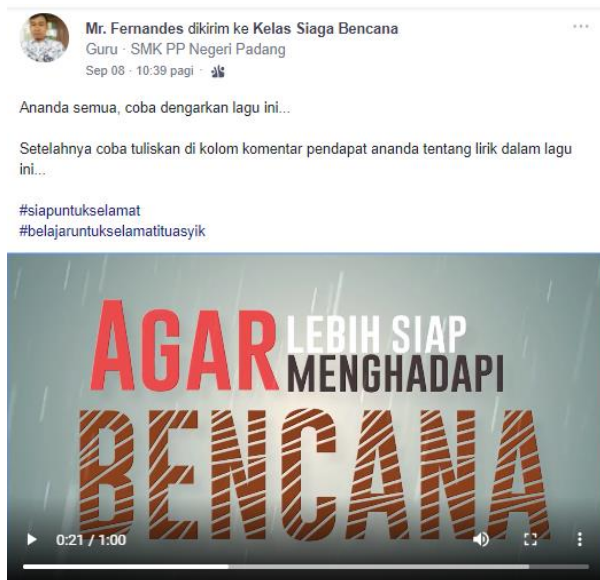 Mr. Fernandes dikirim ke Kelas Siaga Bencana
Guru · SMK PP Negeri Padang
Sep 08 · 10:39 pagi ·
Ananda semua, coba dengarkan lagu ini...
Setelahnya coba tuliskan di kolom komentar pendapat ananda tentang lirik dalam lagu
ini...
#siapuntukselamat
#belajaruntukselamatituasyik
AGAR LEBIH SIAP
MENGHADAPI
BENCANA
0:21 / 1:00